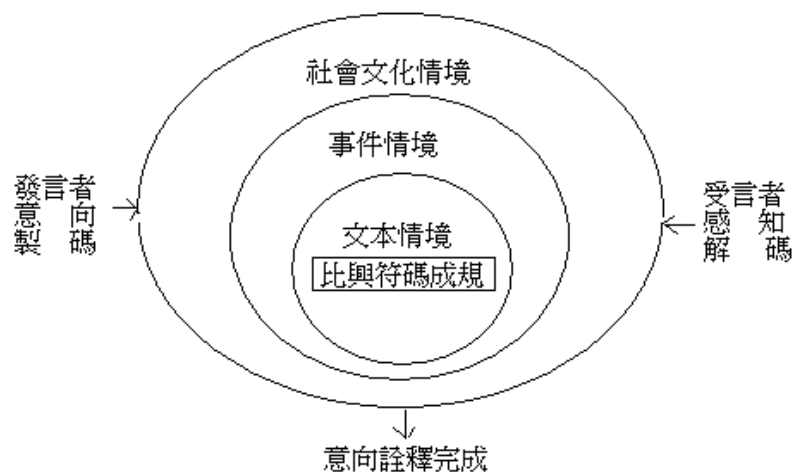 社會文化情境
事件情境
發言者
意向
製碼
文本情境
比興符碼成規
受言者
感知
解碼
意向詮釋完成